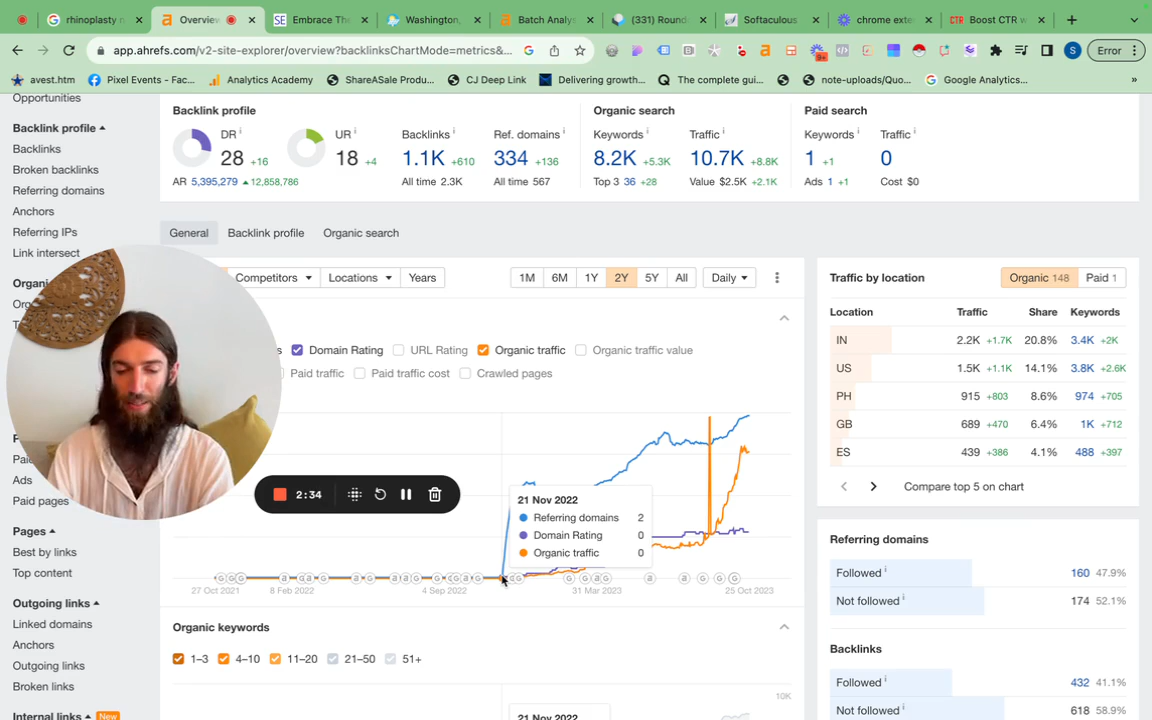 rhinoplasty n
Overview
Embrace The
Washington,
Batch Analys
(331) Round
Softaculous
chrome exte
Boost CTR w
app.ahrefs.com/v2-site-explorer/overview?backlinksChartMode=metrics&...
Error
avest.htm
Pixel Events - Fac...
Analytics Academy
ShareASale Produ...
CJ Deep Link
Delivering growth...
The complete gui...
note-uploads/Quo...
Google Analytics...
»
Opportunities
Backlink profile
Backlinks
Broken backlinks
Referring domains
Anchors
Referring IPs
Link intersect
Backlink profile
DR
28 +16
AR 5,395,279 12,858,786
UR
18 +4
Backlinks
1.1K +610
All time 2.3K
Ref. domains
334 +136
All time 567
Organic search
Keywords
8.2K +5.3K
Top 3 36 +28
Traffic
10.7K +8.8K
Value $2.5K +2.1K
Paid search
Keywords
1 +1
Ads 1 +1
Traffic
0
Cost $0
General
Backlink profile
Organic search
Competitors
Locations
Years
1M
6M
1Y
2Y
5Y
All
Daily
Domain Rating
URL Rating
Organic traffic
Organic traffic value
Paid traffic
Paid traffic cost
Crawled pages
2:34
21 Nov 2022
Referring domains 2
Domain Rating 0
Organic traffic 0
27 Oct 2021
8 Feb 2022
4 Sep 2022
31 Mar 2023
25 Oct 2023
Organic keywords
1–3
4–10
11–20
21–50
51+
10K
21 Nov 2022
Traffic by location
Organic 148
Paid 1
Location Traffic Share Keywords
IN 2.2K +1.7K 20.8% 3.4K +2K
US 1.5K +1.1K 14.1% 3.8K +2.6K
PH 915 +803 8.6% 974 +705
GB 689 +470 6.4% 1K +712
ES 439 +386 4.1% 488 +397
Compare top 5 on chart
Referring domains
Followed 160 47.9%
Not followed 174 52.1%
Backlinks
Followed 432 41.1%
Not followed 618 58.9%
Ads
Paid pages
Pages
Best by links
Top content
Outgoing links
Linked domains
Anchors
Outgoing links
Broken links
Internal links New